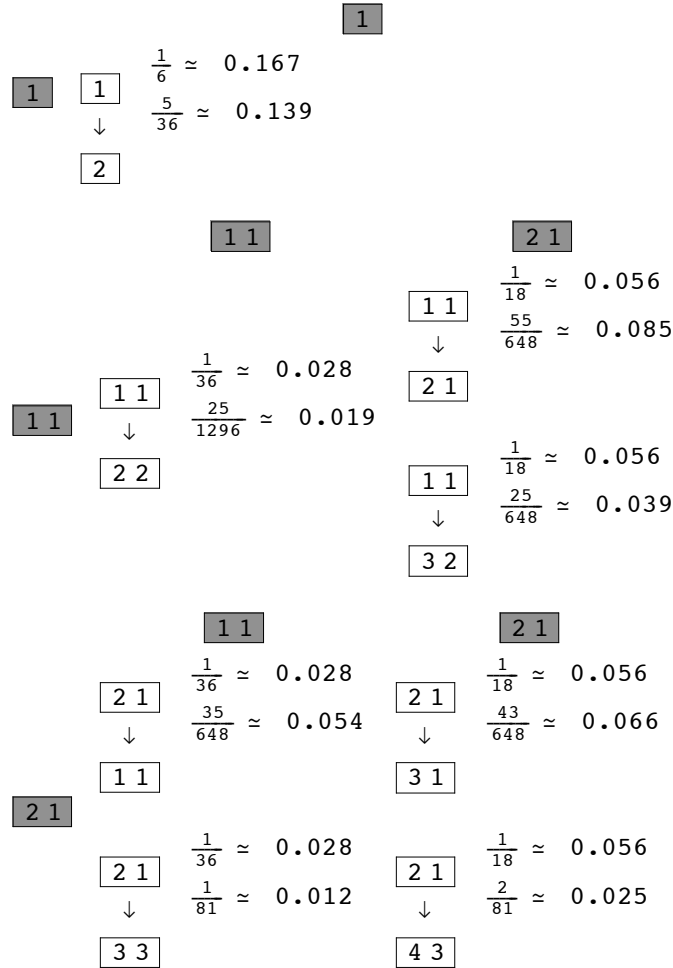 1
1 1 1/6 ≃ 0.167
5/36 ≃ 0.139
↓
2
1 1 2 1
1 1 1/18 ≃ 0.056
55/648 ≃ 0.085
↓
2 1
1 1 1 1 1/36 ≃ 0.028
25/1296 ≃ 0.019
↓
2 2
1 1 1/18 ≃ 0.056
25/648 ≃ 0.039
↓
3 2
1 1 2 1
2 1 1/36 ≃ 0.028 2 1 1/18 ≃ 0.056
35/648 ≃ 0.054 43/648 ≃ 0.066
↓ ↓
1 1 3 1
2 1
2 1 1/36 ≃ 0.028 2 1 1/18 ≃ 0.056
1/81 ≃ 0.012 2/81 ≃ 0.025
↓ ↓
3 3 4 3